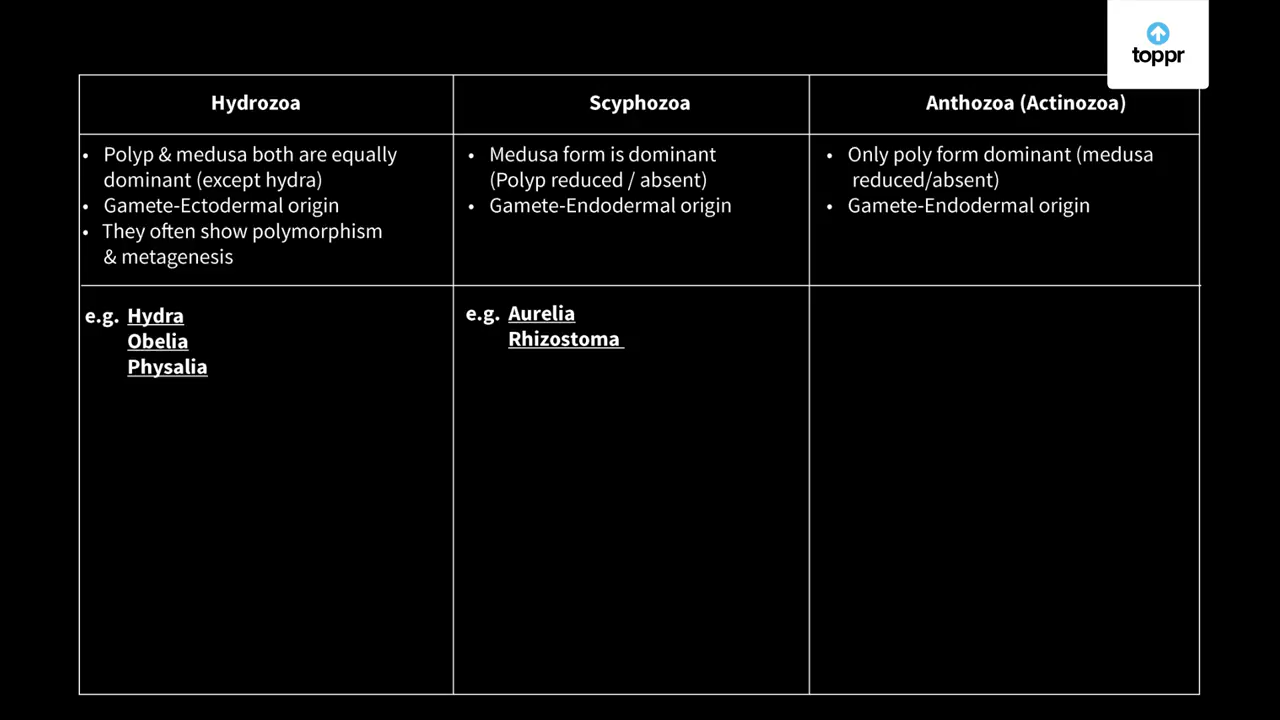 toppr
Hydrozoa
Scyphozoa
Anthozoa (Actinozoa)
• Polyp & medusa both are equally
dominant (except hydra)
• Gamete-Ectodermal origin
• They often show polymorphism
& metagenesis
• Medusa form is dominant
(Polyp reduced / absent)
• Gamete-Endodermal origin
• Only poly form dominant (medusa
reduced/absent)
• Gamete-Endodermal origin
e.g. Hydra
Obelia
Physalia
e.g. Aurelia
Rhizostoma